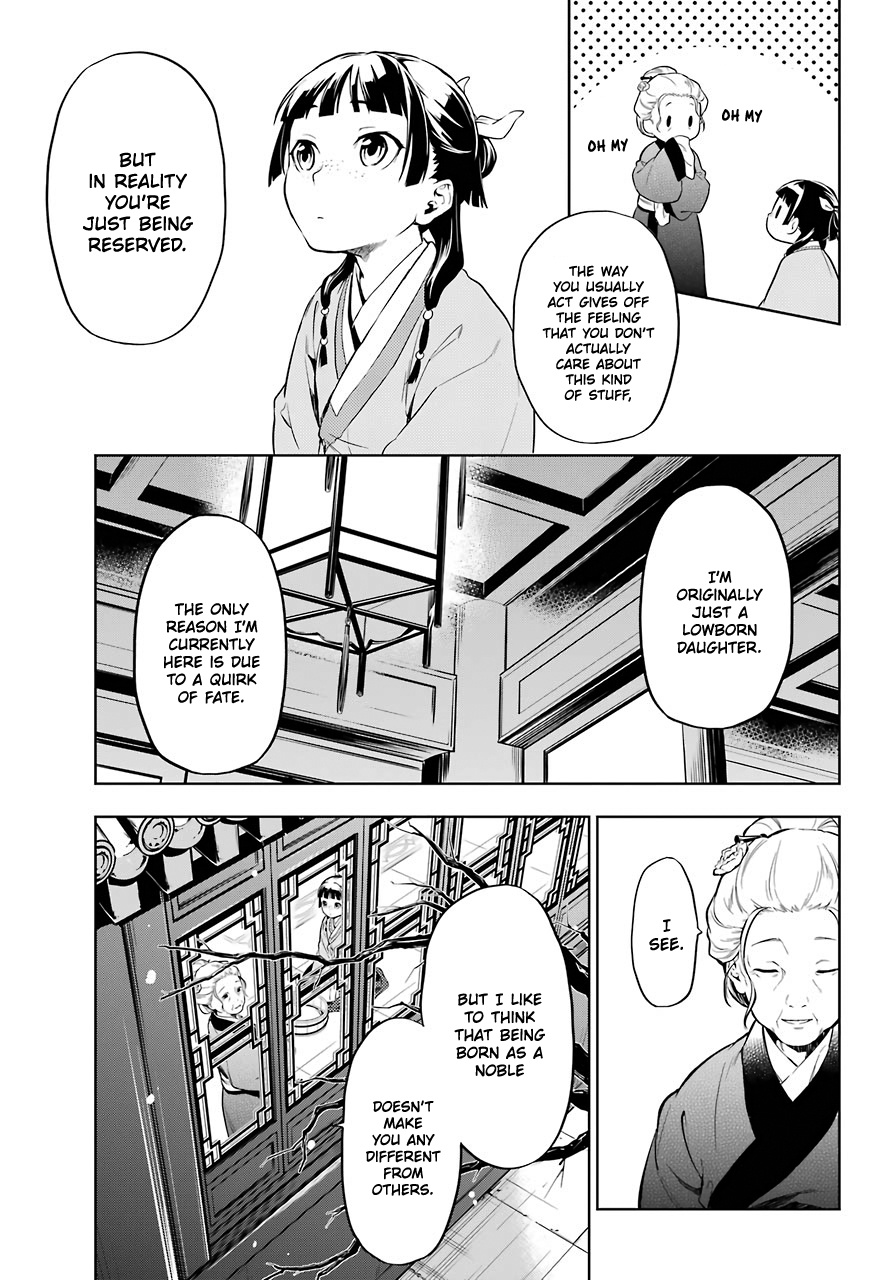 OH MY
OH MY
THE WAY
YOU USUALLY
ACT GIVES OFF
THE FEELING
THAT YOU DON'T
ACTUALLY
CARE ABOUT
THIS KIND
OF STUFF,
BUT
IN REALITY
YOU'RE
JUST BEING
RESERVED.
I'M
ORIGINALLY
JUST A
LOWBORN
DAUGHTER.
THE ONLY
REASON I'M
CURRENTLY
HERE IS DUE
TO A QUIRK
OF FATE.
I
SEE.
BUT I LIKE
TO THINK
THAT BEING
BORN AS A
NOBLE
DOESN'T
MAKE
YOU ANY
DIFFERENT
FROM
OTHERS.